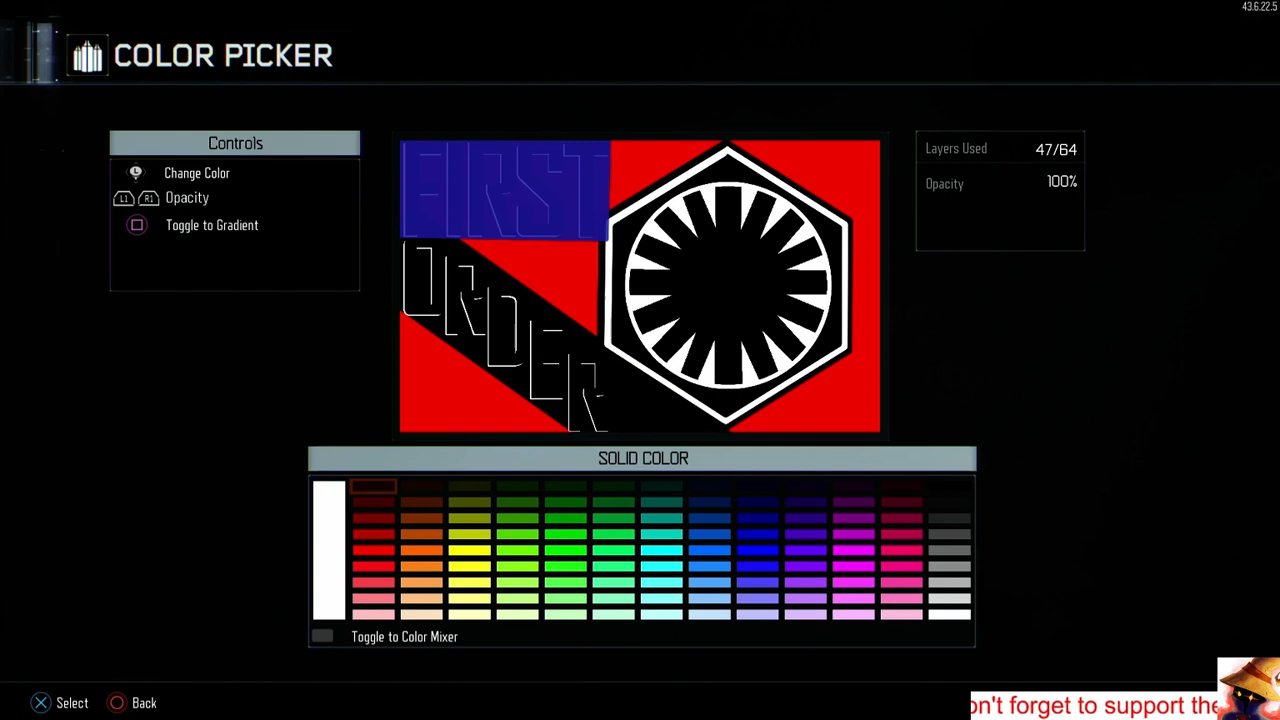 43.6.22.5
COLOR PICKER
Controls
L Change Color
L1 R1 Opacity
Toggle to Gradient
FIRST
ORDER
Layers Used 47/64
Opacity 100%
SOLID COLOR
Toggle to Color Mixer
Select Back
on't forget to support the